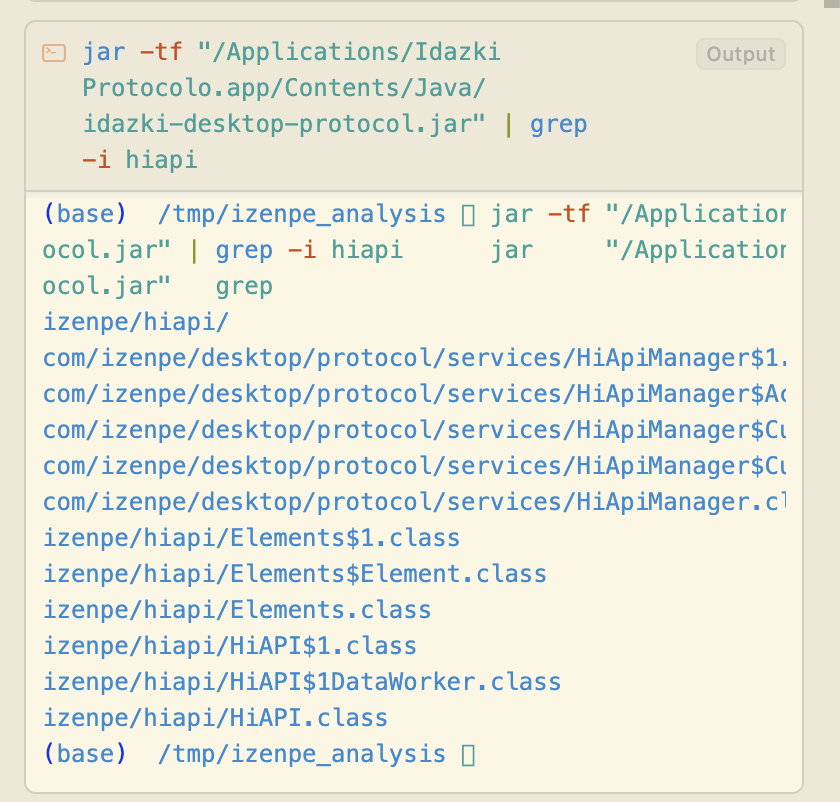 jar -tf "/Applications/Idazki
Output
Protocolo.app/Contents/Java/
idazki-desktop-protocol.jar" | grep
-i hiapi
(base) /tmp/izenpe_analysis ▯ jar -tf "/Application
ocol.jar" | grep -i hiapi jar "/Application
ocol.jar" grep
izenpe/hiapi/
com/izenpe/desktop/protocol/services/HiApiManager$1.
com/izenpe/desktop/protocol/services/HiApiManager$Ac
com/izenpe/desktop/protocol/services/HiApiManager$Cu
com/izenpe/desktop/protocol/services/HiApiManager$Cu
com/izenpe/desktop/protocol/services/HiApiManager.cl
izenpe/hiapi/Elements$1.class
izenpe/hiapi/Elements$Element.class
izenpe/hiapi/Elements.class
izenpe/hiapi/HiAPI$1.class
izenpe/hiapi/HiAPI$1DataWorker.class
izenpe/hiapi/HiAPI.class
(base) /tmp/izenpe_analysis ▯